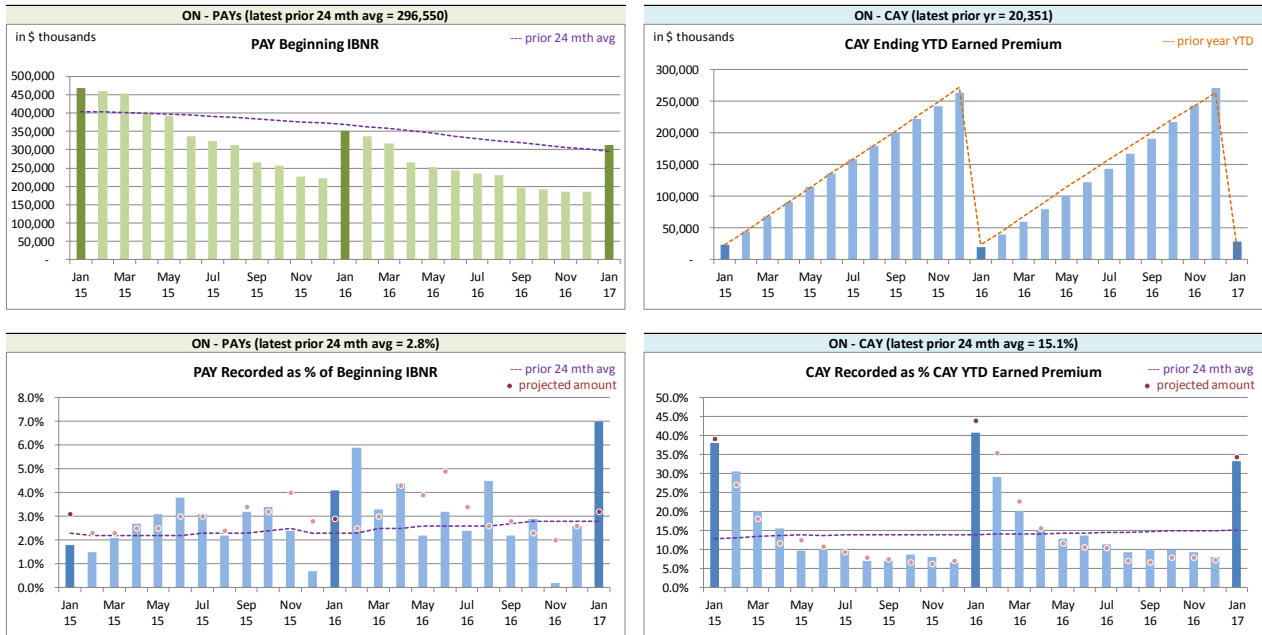 ON - PAYs (latest prior 24 mth avg = 296,550)
in $ thousands
PAY Beginning IBNR
--- prior 24 mth avg
500,000
450,000
400,000
350,000
300,000
250,000
200,000
150,000
100,000
50,000
-
Jan Mar May Jul Sep Nov Jan Mar May Jul Sep Nov Jan
15 15 15 15 15 15 16 16 16 16 16 16 17
ON - CAY (latest prior yr = 20,351)
in $ thousands
CAY Ending YTD Earned Premium
--- prior year YTD
300,000
250,000
200,000
150,000
100,000
50,000
-
Jan Mar May Jul Sep Nov Jan Mar May Jul Sep Nov Jan
15 15 15 15 15 15 16 16 16 16 16 16 17
ON - PAYs (latest prior 24 mth avg = 2.8%)
PAY Recorded as % of Beginning IBNR
--- prior 24 mth avg
• projected amount
8.0%
7.0%
6.0%
5.0%
4.0%
3.0%
2.0%
1.0%
0.0%
Jan Mar May Jul Sep Nov Jan Mar May Jul Sep Nov Jan
15 15 15 15 15 15 16 16 16 16 16 16 17
ON - CAY (latest prior 24 mth avg = 15.1%)
CAY Recorded as % CAY YTD Earned Premium
--- prior 24 mth avg
• projected amount
50.0%
45.0%
40.0%
35.0%
30.0%
25.0%
20.0%
15.0%
10.0%
5.0%
0.0%
Jan Mar May Jul Sep Nov Jan Mar May Jul Sep Nov Jan
15 15 15 15 15 15 16 16 16 16 16 16 17